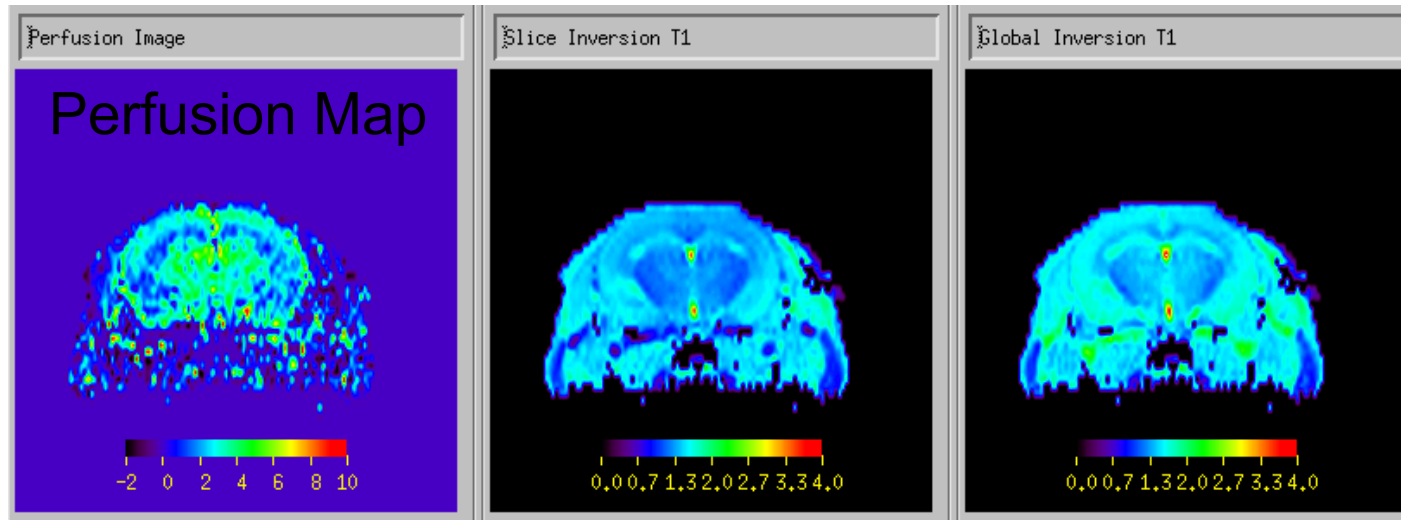 Perfusion Image
Slice Inversion T1
Global Inversion T1
Perfusion Map
-2 0 2 4 6 8 10
0.0 0.7 1.3 2.0 2.7 3.3 4.0
0.0 0.7 1.3 2.0 2.7 3.3 4.0